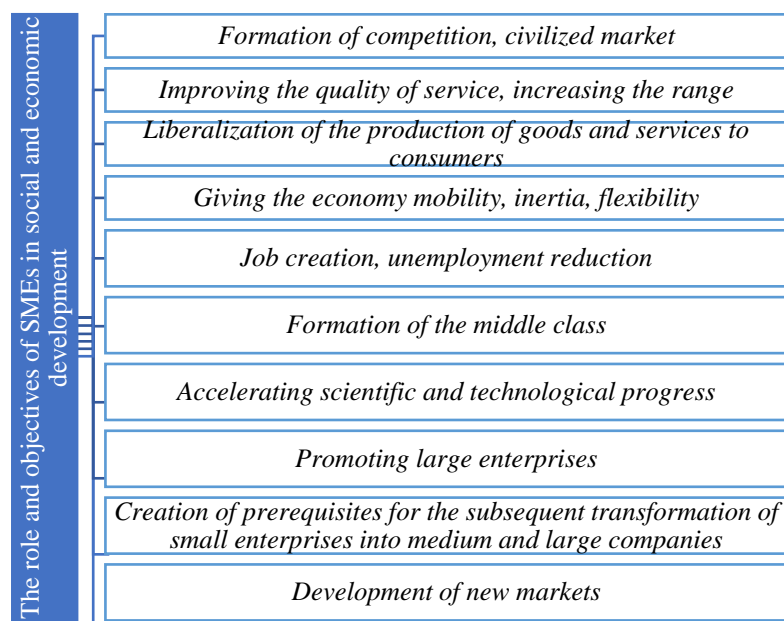 The role and objectives of SMEs in social and economic
development
Formation of competition, civilized market
Improving the quality of service, increasing the range
Liberalization of the production of goods and services to
consumers
Giving the economy mobility, inertia, flexibility
Job creation, unemployment reduction
Formation of the middle class
Accelerating scientific and technological progress
Promoting large enterprises
Creation of prerequisites for the subsequent transformation of
small enterprises into medium and large companies
Development of new markets